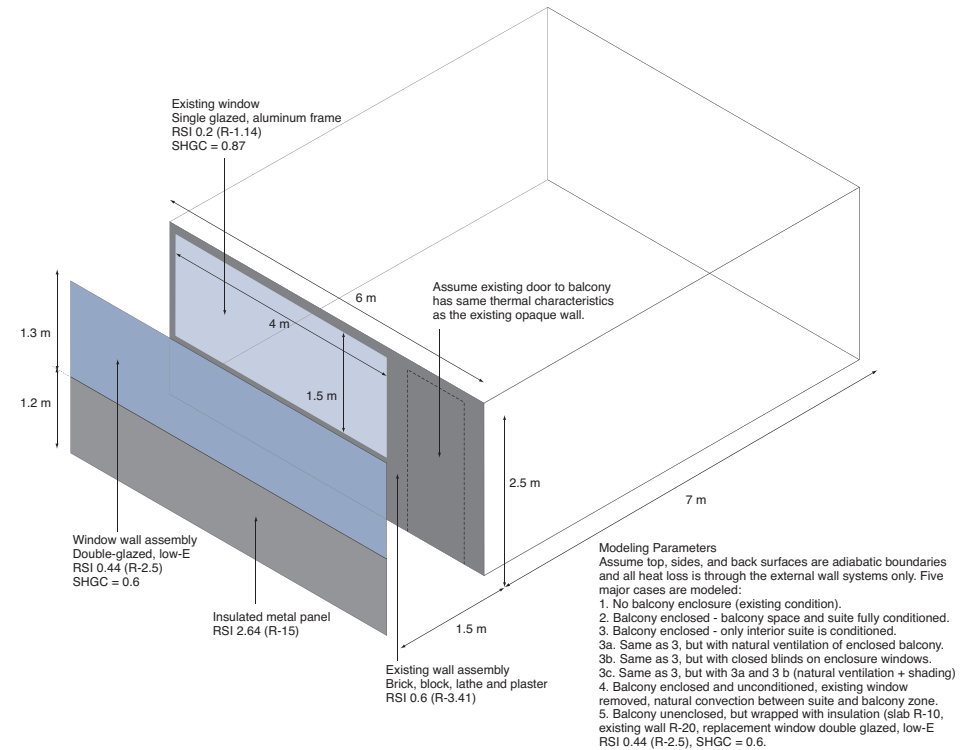 Existing window
Single glazed, aluminum frame
RSI 0.2 (R-1.14)
SHGC = 0.87
6 m
Assume existing door to balcony
has same thermal characteristics
as the existing opaque wall.
4 m
1.3 m
1.5 m
1.2 m
2.5 m
7 m
Window wall assembly
Double-glazed, low-E
RSI 0.44 (R-2.5)
SHGC = 0.6
Insulated metal panel
RSI 2.64 (R-15)
1.5 m
Existing wall assembly
Brick, block, lathe and plaster
RSI 0.6 (R-3.41)
Modeling Parameters
Assume top, sides, and back surfaces are adiabatic boundaries
and all heat loss is through the external wall systems only. Five
major cases are modeled:
1. No balcony enclosure (existing condition).
2. Balcony enclosed - balcony space and suite fully conditioned.
3. Balcony enclosed - only interior suite is conditioned.
3a. Same as 3, but with natural ventilation of enclosed balcony.
3b. Same as 3, but with closed blinds on enclosure windows.
3c. Same as 3, but with 3a and 3 b (natural ventilation + shading)
4. Balcony enclosed and unconditioned, existing window
removed, natural convection between suite and balcony zone.
5. Balcony unenclosed, but wrapped with insulation (slab R-10,
existing wall R-20, replacement window double glazed, low-E
RSI 0.44 (R-2.5), SHGC = 0.6.